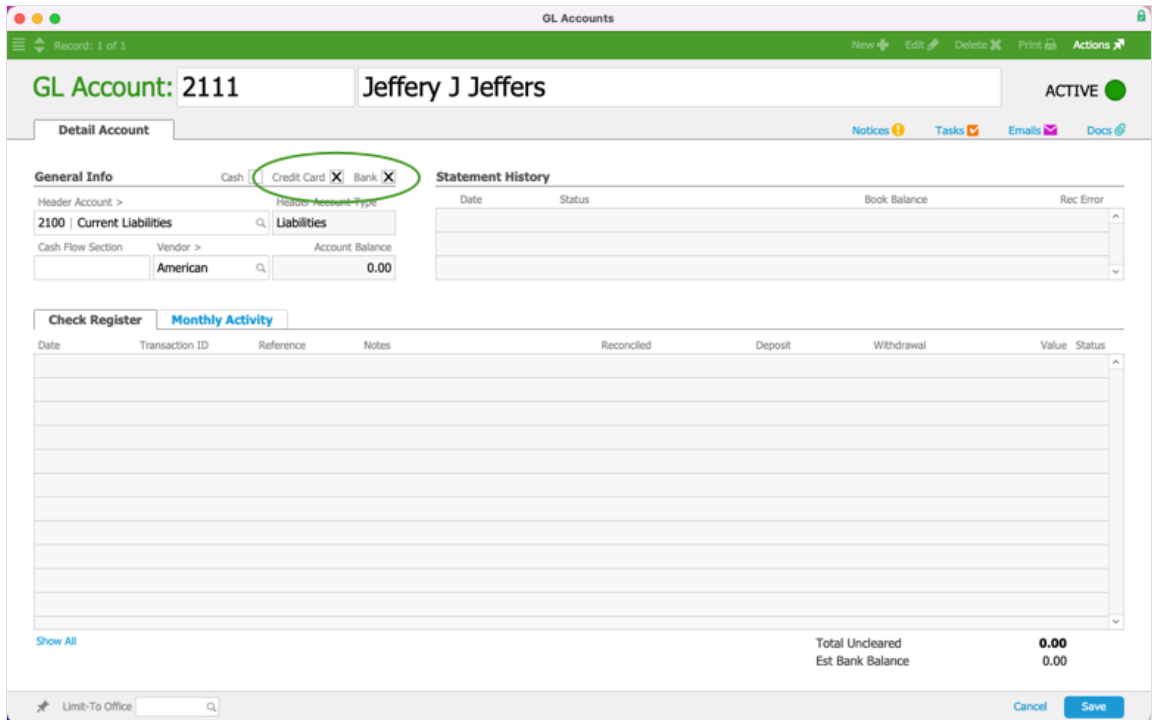 GL Accounts
Record: 1 of 1 New Edit Delete Print Actions
GL Account: 2111 Jeffery J Jeffers ACTIVE
Detail Account Notices Tasks Emails Docs
General Info Cash Credit Card X Bank X Statement History
Header Account > Header Account Type Date Status Book Balance Rec Error
2100 | Current Liabilities Liabilities
Cash Flow Section Vendor > Account Balance
American 0.00
Check Register Monthly Activity
Date Transaction ID Reference Notes Reconciled Deposit Withdrawal Value Status
Show All Total Uncleared 0.00
Est Bank Balance 0.00
Limit-To Office Cancel Save